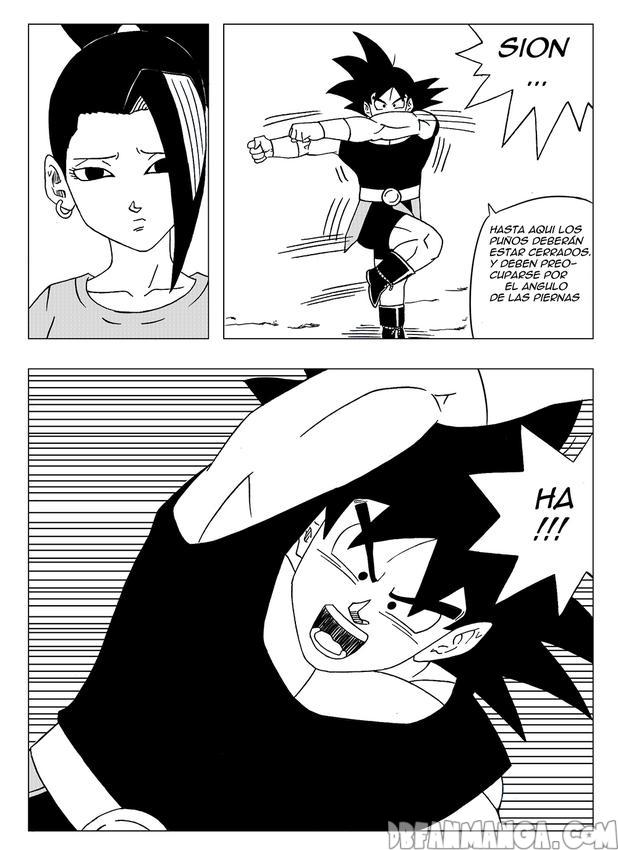 SION
...
HASTA AQUI LOS
PUÑOS DEBERÁN
ESTAR CERRADOS,
Y DEBEN PREO-
CUPARSE POR
EL ANGULO
DE LAS PIERNAS
HA
!!!
DBFANMANGA.COM